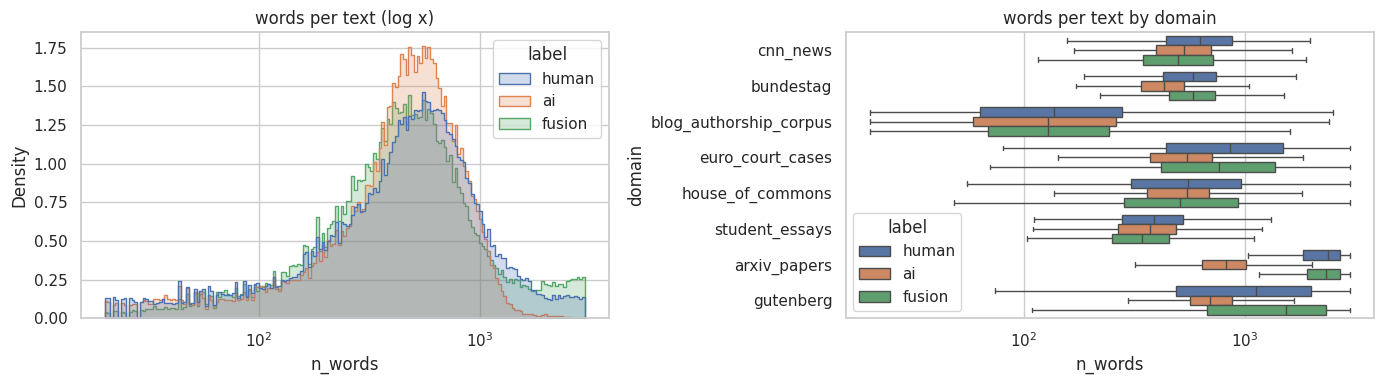 words per text (log x)
Density
1.75
1.50
1.25
1.00
0.75
0.50
0.25
0.00
label
human
ai
fusion
10²
10³
n_words
words per text by domain
domain
cnn_news
bundestag
blog_authorship_corpus
euro_court_cases
house_of_commons
student_essays
arxiv_papers
gutenberg
label
human
ai
fusion
10²
10³
n_words